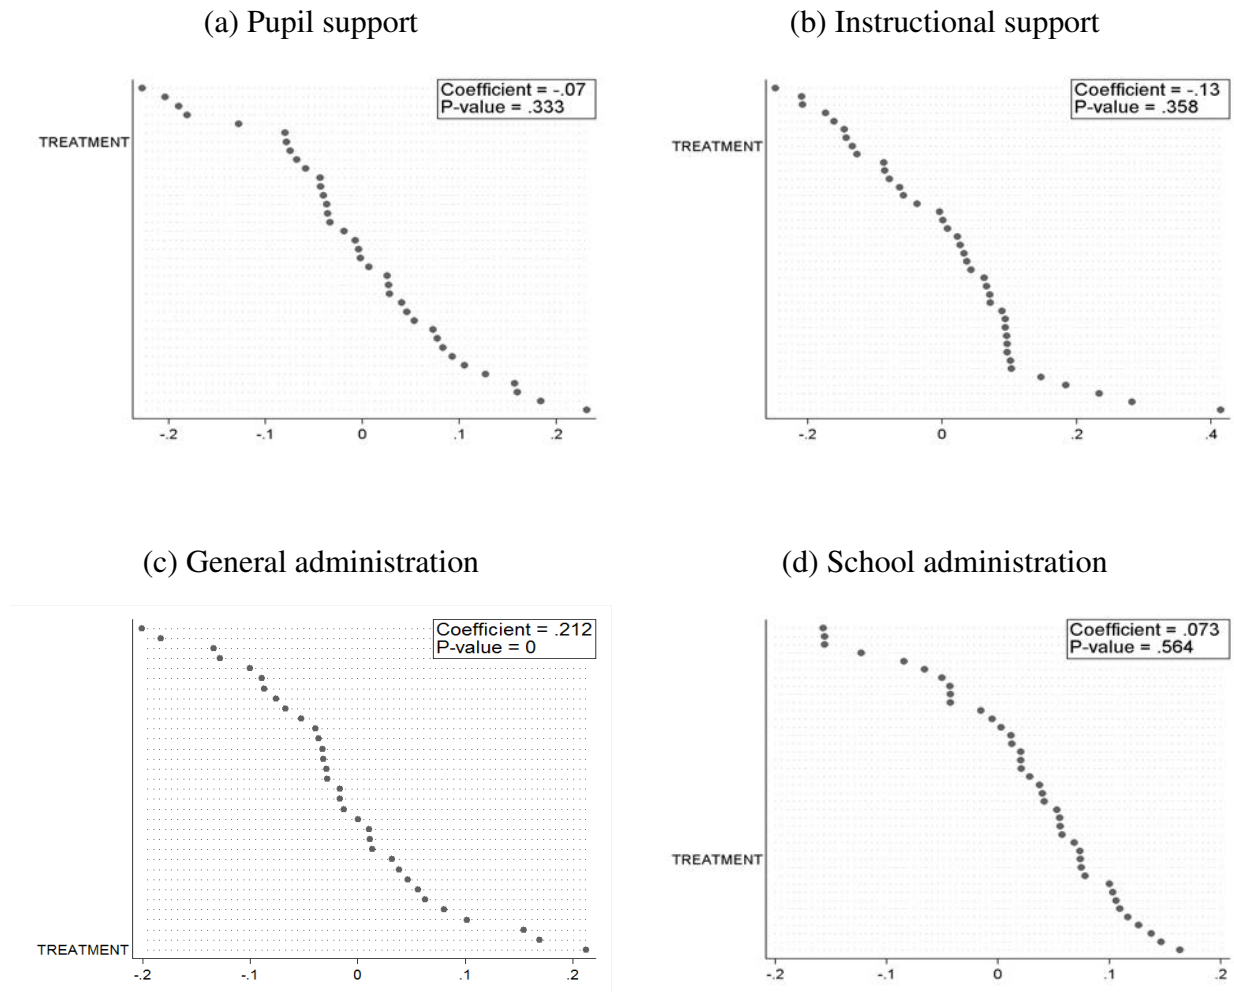 (a) Pupil support
Coefficient = -.07
P-value = .333
TREATMENT
-.2 -.1 0 .1 .2
(b) Instructional support
Coefficient = -.13
P-value = .358
TREATMENT
-.2 0 .2 .4
(c) General administration
Coefficient = .212
P-value = 0
TREATMENT
-.2 -.1 0 .1 .2
(d) School administration
Coefficient = .073
P-value = .564
TREATMENT
-.2 -.1 0 .1 .2